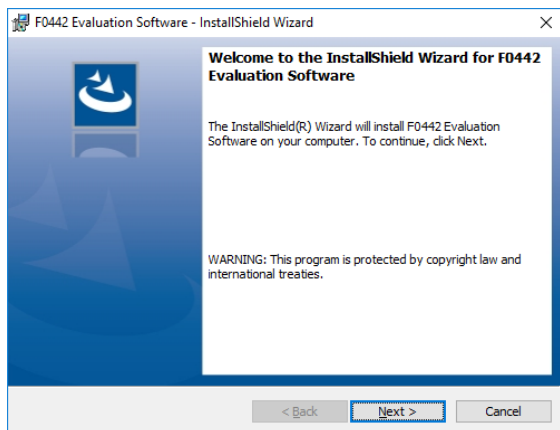 F0442 Evaluation Software - InstallShield Wizard
Welcome to the InstallShield Wizard for F0442
Evaluation Software
The InstallShield(R) Wizard will install F0442 Evaluation
Software on your computer. To continue, click Next.
WARNING: This program is protected by copyright law and
international treaties.
< Back
Next >
Cancel